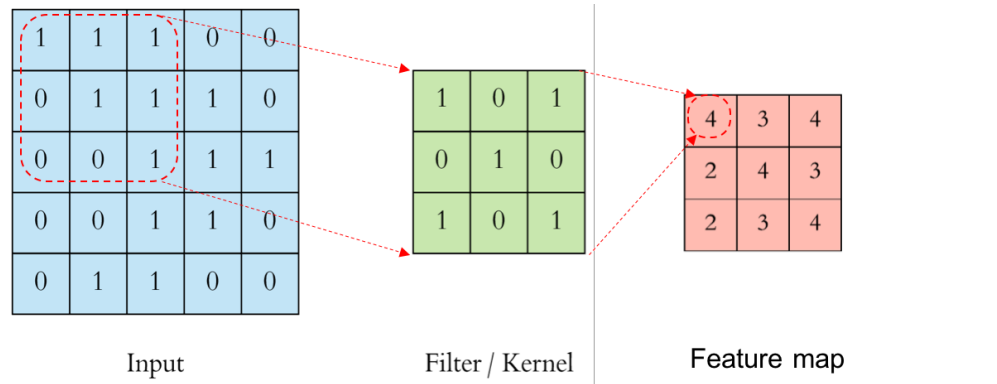 1 1 1 0 0
0 1 1 1 0
0 0 1 1 1
0 0 1 1 0
0 1 1 0 0
Input
1 0 1
0 1 0
1 0 1
Filter / Kernel
4 3 4
2 4 3
2 3 4
Feature map